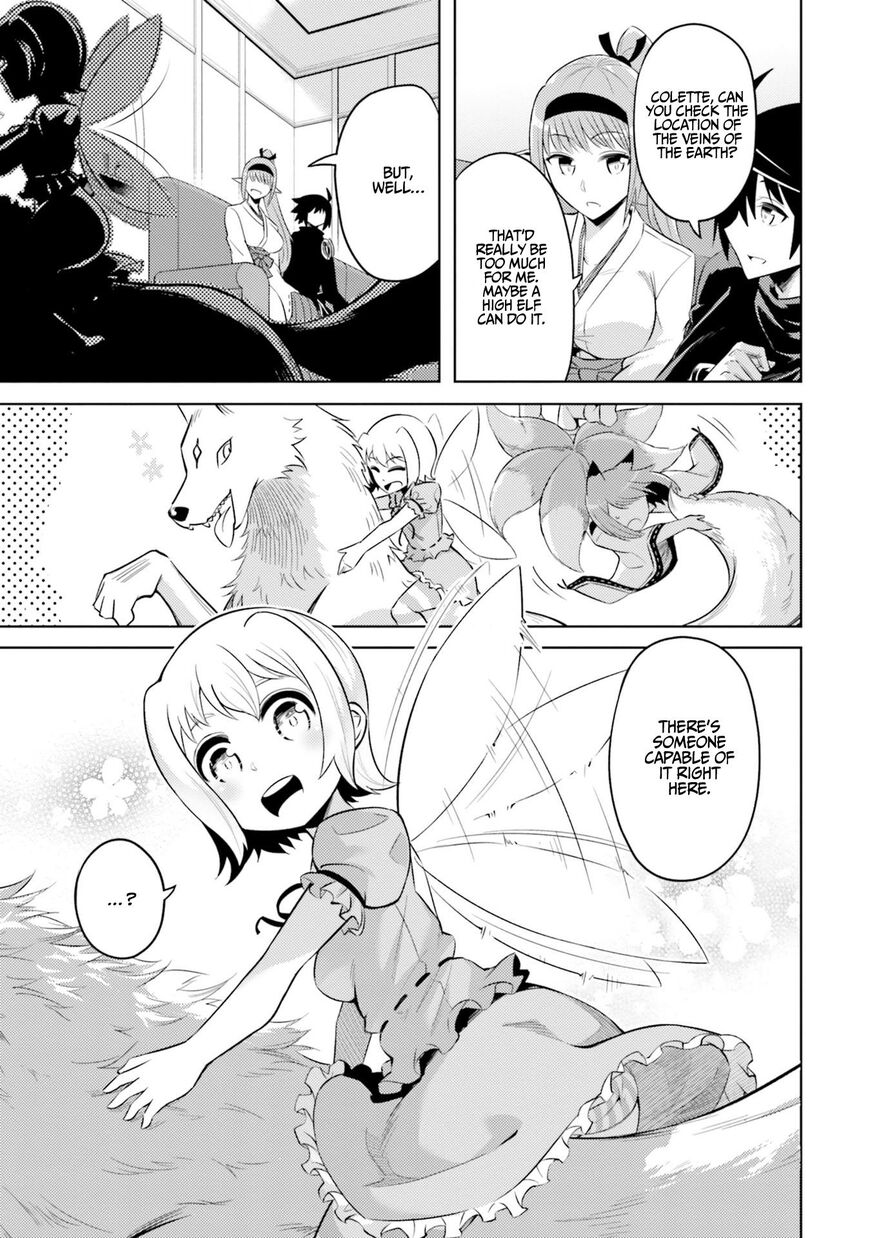 COLETTE, CAN
YOU CHECK THE
LOCATION OF
THE VEINS OF
THE EARTH?
THAT'D
REALLY BE
TOO MUCH
FOR ME.
MAYBE A
HIGH ELF
CAN DO IT.
BUT,
WELL...
THERE'S
SOMEONE
CAPABLE OF
IT RIGHT
HERE.
...?